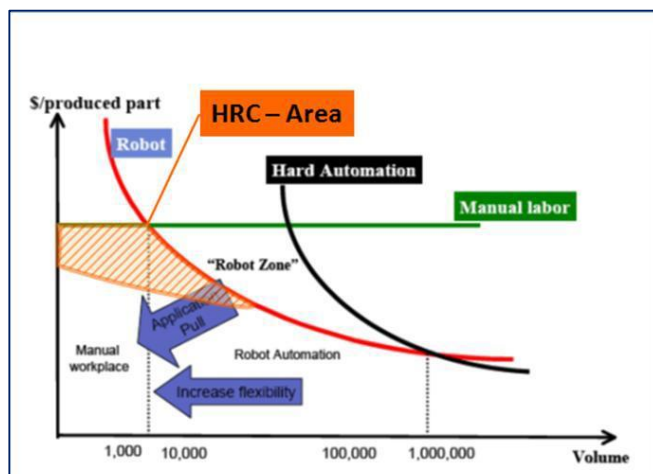 $/produced part
HRC – Area
Robot
Hard Automation
Manual labor
“Robot Zone”
Application
Pull
Manual
workplace
Robot Automation
Increase flexibility
1,000
10,000
100,000
1,000,000
Volume